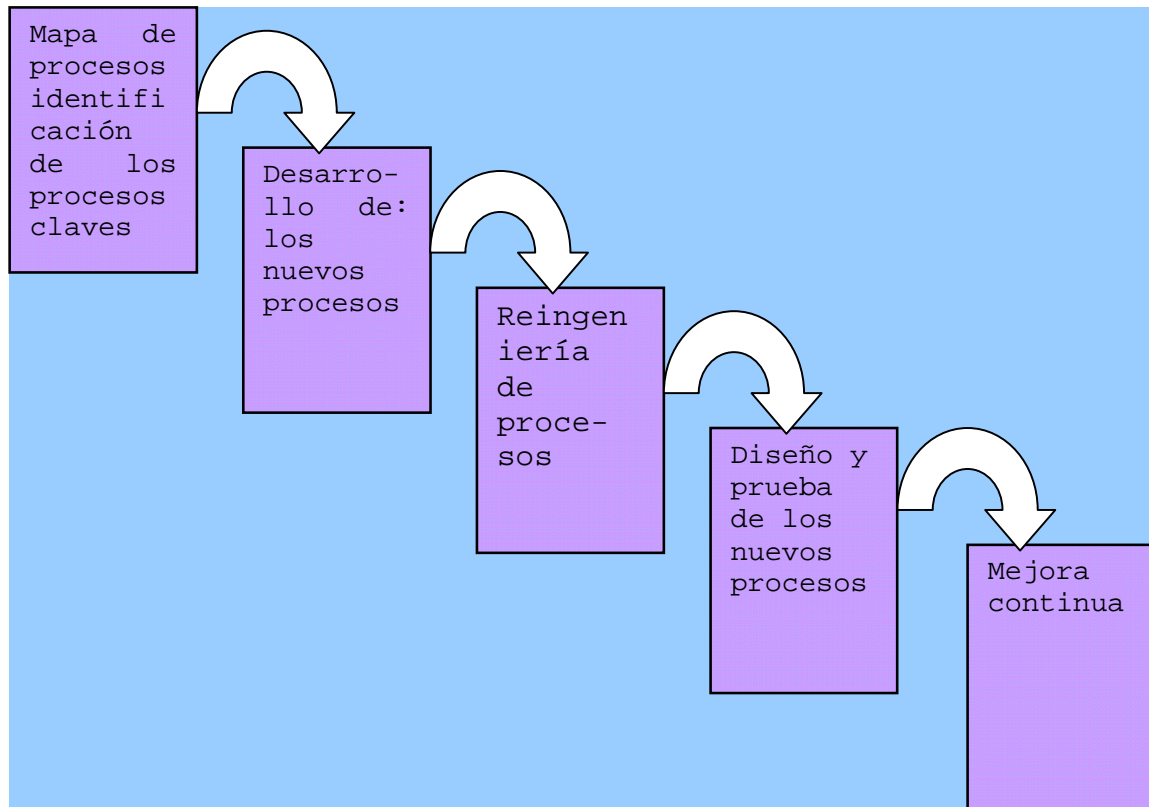 Mapa de
procesos
identifi
cación
de los
procesos
claves
Desarro-
llo de:
los
nuevos
procesos
Reingen
iería
de
proce-
sos
Diseño y
prueba
de los
nuevos
procesos
Mejora
continua